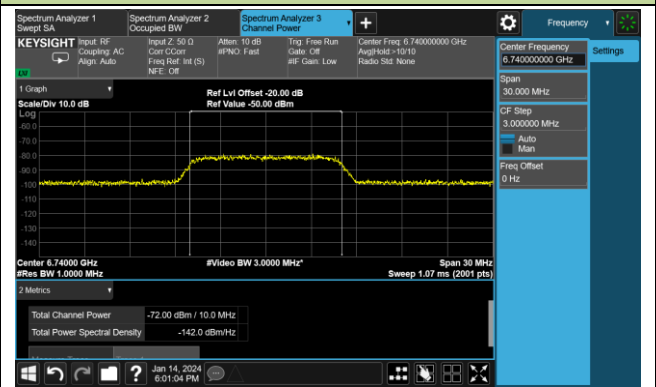 Spectrum Analyzer 1
Swept SA
Spectrum Analyzer 2
Occupied BW
Spectrum Analyzer 3
Channel Power
Frequency
KEYSIGHT
Input: RF
Coupling: AC
Align: Auto
Input Z: 50 Ω
Corr CCorr
Freq Ref: Int (S)
NFE: Off
Atten: 10 dB
#PNO: Fast
Trig: Free Run
Gate: Off
#IF Gain: Low
Center Freq: 6.740000000 GHz
Avg|Hold:>10/10
Radio Std: None
Center Frequency
6.740000000 GHz
Settings
Span
30.000 MHz
CF Step
3.000000 MHz
Auto
Man
Freq Offset
0 Hz
1 Graph
Scale/Div 10.0 dB
Ref Lvl Offset -20.00 dB
Ref Value -50.00 dBm
Log
-60.0
-70.0
-80.0
-90.0
-100
-110
-120
-130
-140
Center 6.74000 GHz
#Res BW 1.0000 MHz
#Video BW 3.0000 MHz*
Span 30 MHz
Sweep 1.07 ms (2001 pts)
2 Metrics
Total Channel Power -72.00 dBm / 10.0 MHz
Total Power Spectral Density -142.0 dBm/Hz
?
Jan 14, 2024
6:01:04 PM